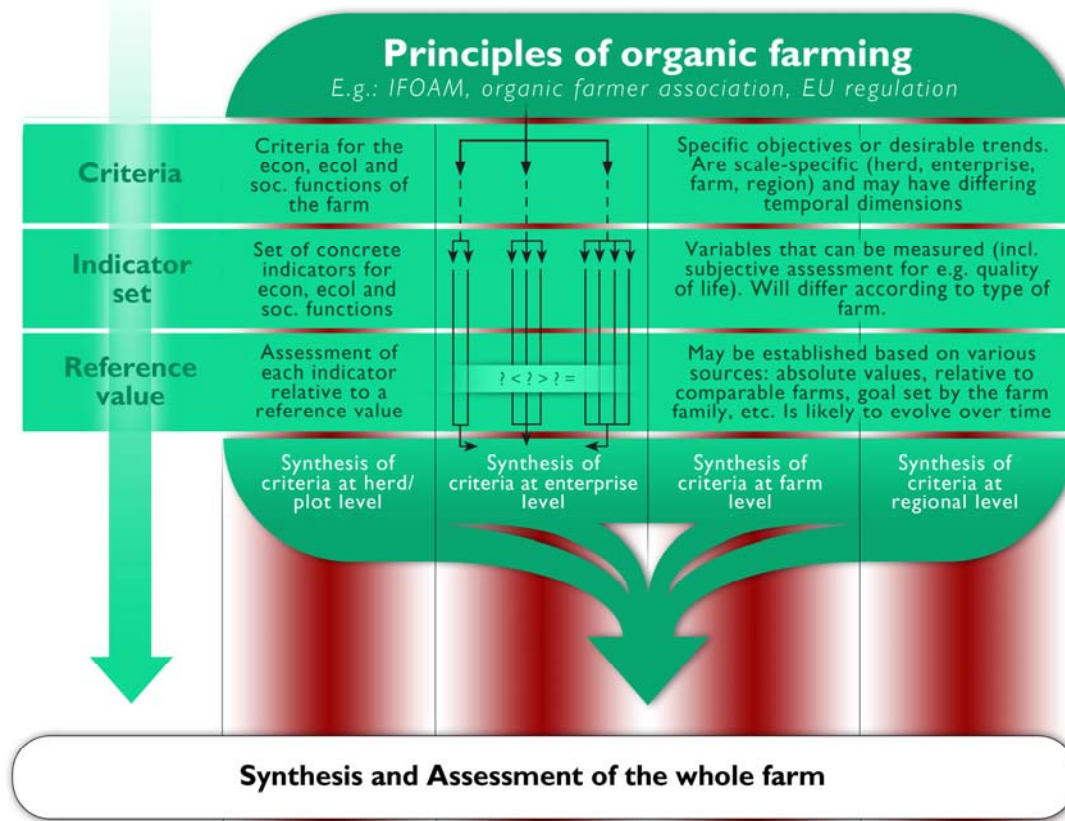 Principles of organic farming
E.g.: IFOAM, organic farmer association, EU regulation
Criteria
Criteria for the
econ, ecol and
soc. functions of
the farm
Specific objectives or desirable trends.
Are scale-specific (herd, enterprise,
farm, region) and may have differing
temporal dimensions
Indicator
set
Set of concrete
indicators for
econ, ecol and
soc. functions
Variables that can be measured (incl.
subjective assessment for e.g. quality
of life). Will differ according to type of
farm.
Reference
value
Assessment of
each indicator
relative to a
reference value
? < ? > ? =
May be established based on various
sources: absolute values, relative to
comparable farms, goal set by the farm
family, etc. Is likely to evolve over time
Synthesis of
criteria at herd/
plot level
Synthesis of
criteria at enterprise
level
Synthesis of
criteria at farm
level
Synthesis of
criteria at
regional level
Synthesis and Assessment of the whole farm